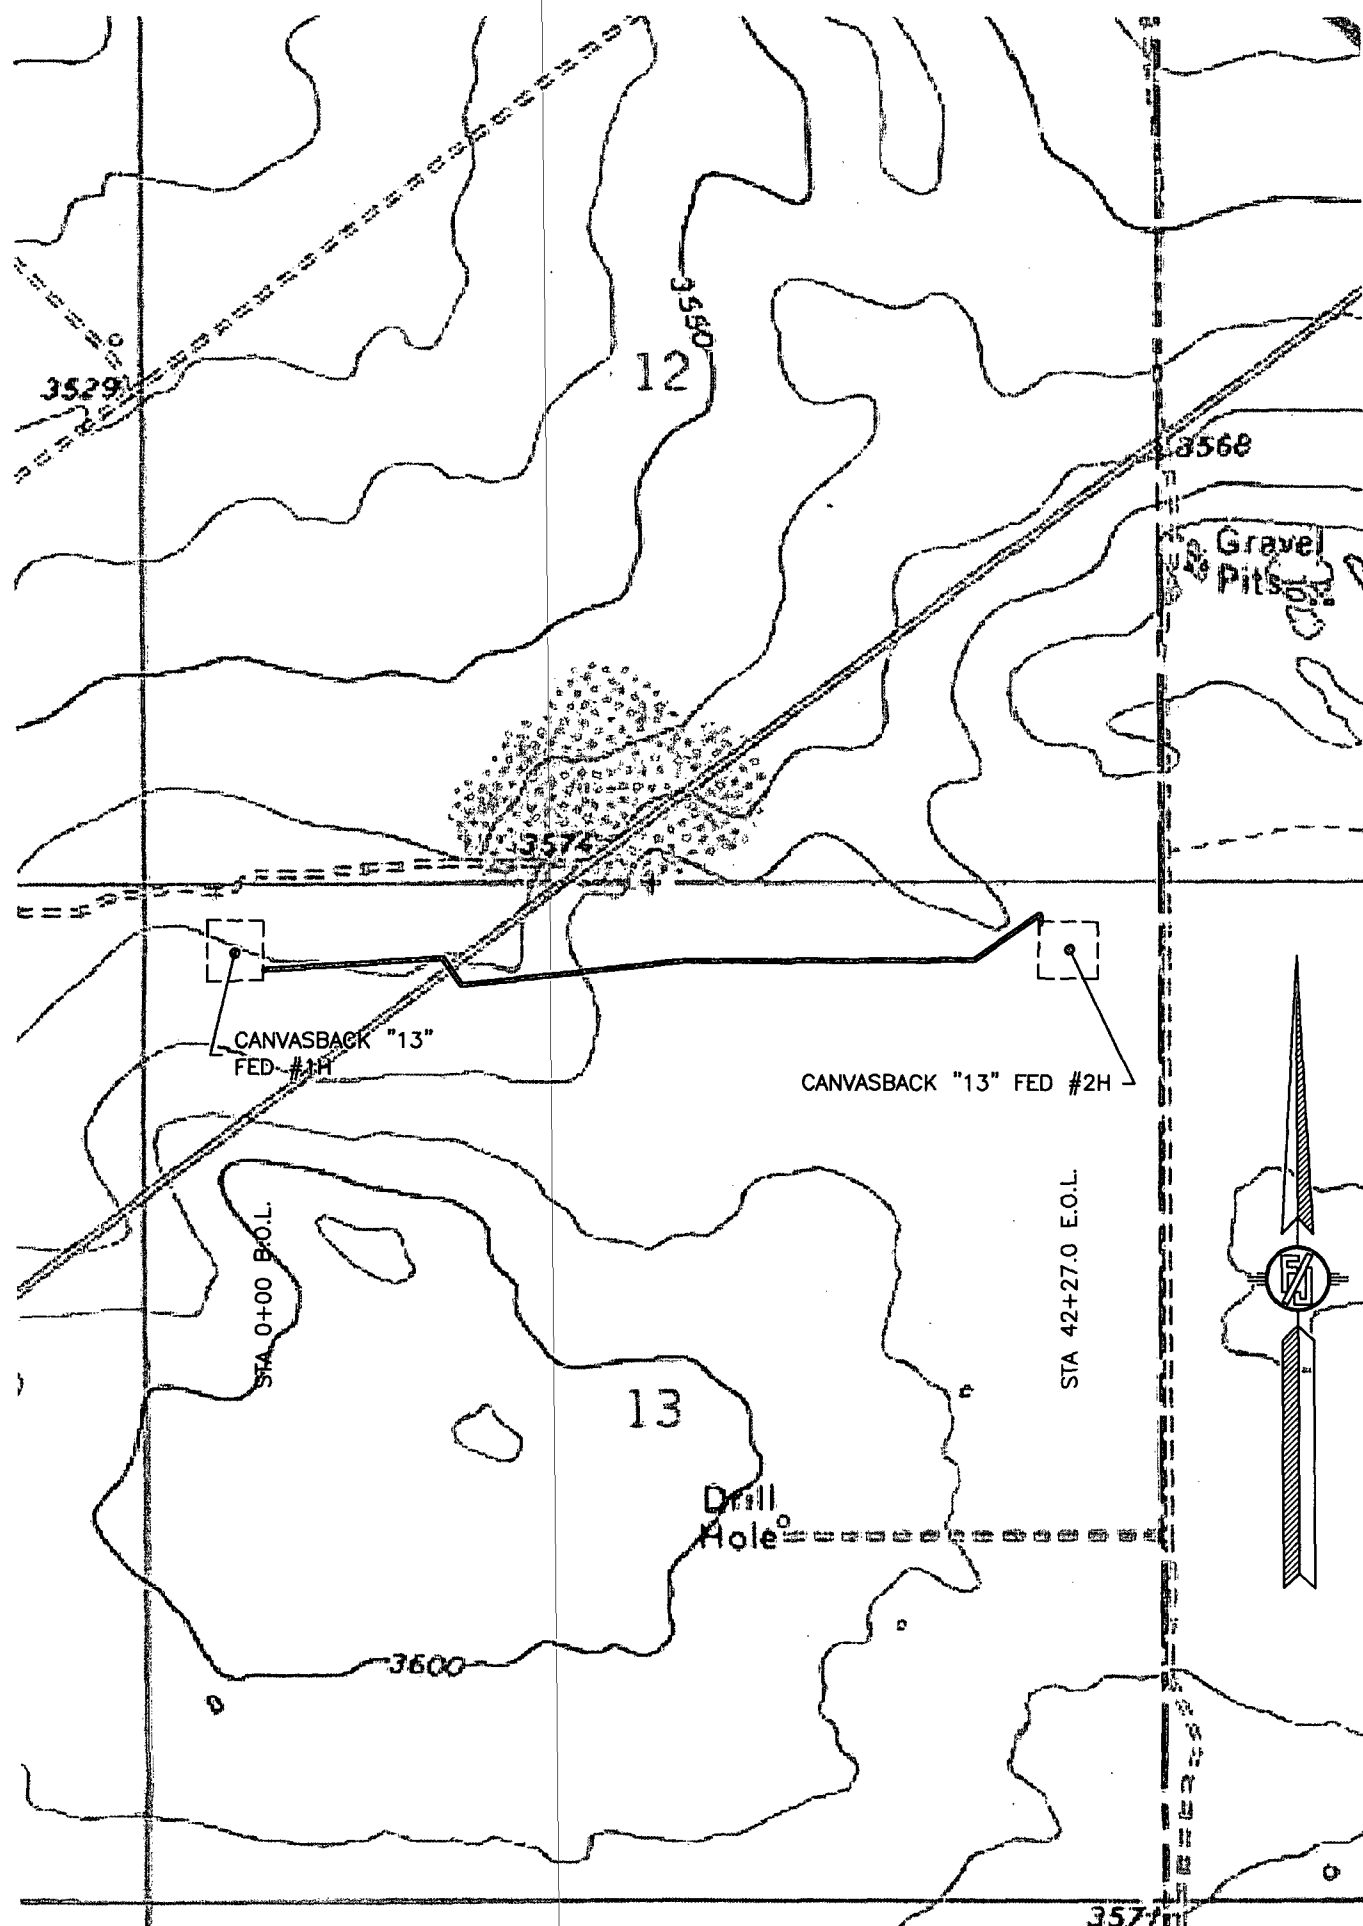 3550
12
3529
3568
Gravel
Pits
3574
CANVASBACK "13"
FED #1H
CANVASBACK "13" FED #2H
STA 0+00 B.O.L.
STA 42+27.0 E.O.L.
13
Drill
Hole
3600
3571